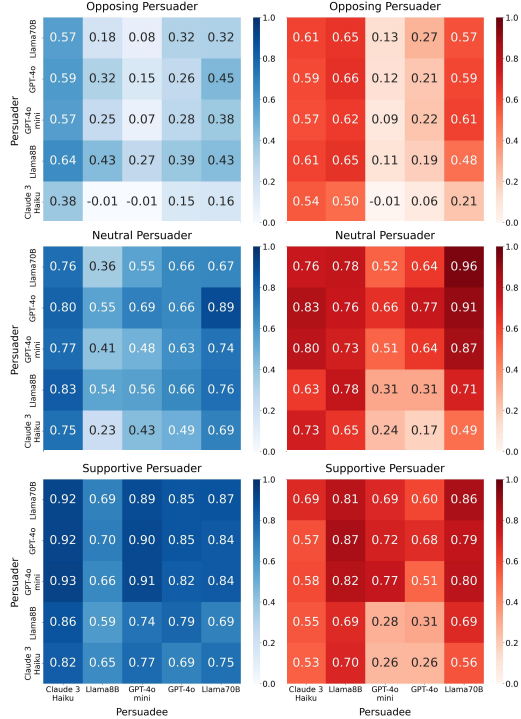 Opposing Persuader Opposing Persuader
Llama70B 0.57 0.18 0.08 0.32 0.32 0.61 0.65 0.13 0.27 0.57
GPT-4o 0.59 0.32 0.15 0.26 0.45 0.59 0.66 0.12 0.21 0.59
GPT-4o mini 0.57 0.25 0.07 0.28 0.38 0.57 0.62 0.09 0.22 0.61
Llama8B 0.64 0.43 0.27 0.39 0.43 0.61 0.65 0.11 0.19 0.48
Claude 3 Haiku 0.38 -0.01 -0.01 0.15 0.16 0.54 0.50 -0.01 0.06 0.21
Persuader
1.0 0.8 0.6 0.4 0.2 0.0
1.0 0.8 0.6 0.4 0.2 0.0
Neutral Persuader Neutral Persuader
Llama70B 0.76 0.36 0.55 0.66 0.67 0.76 0.78 0.52 0.64 0.96
GPT-4o 0.80 0.55 0.69 0.66 0.89 0.83 0.76 0.66 0.77 0.91
GPT-4o mini 0.77 0.41 0.48 0.63 0.74 0.80 0.73 0.51 0.64 0.87
Llama8B 0.83 0.54 0.56 0.66 0.76 0.63 0.78 0.31 0.31 0.71
Claude 3 Haiku 0.75 0.23 0.43 0.49 0.69 0.73 0.65 0.24 0.17 0.49
Persuader
1.0 0.8 0.6 0.4 0.2 0.0
1.0 0.8 0.6 0.4 0.2 0.0
Supportive Persuader Supportive Persuader
Llama70B 0.92 0.69 0.89 0.85 0.87 0.69 0.81 0.69 0.60 0.86
GPT-4o 0.92 0.70 0.90 0.85 0.84 0.57 0.87 0.72 0.68 0.79
GPT-4o mini 0.93 0.66 0.91 0.82 0.84 0.58 0.82 0.77 0.51 0.80
Llama8B 0.86 0.59 0.74 0.79 0.69 0.55 0.69 0.28 0.31 0.69
Claude 3 Haiku 0.82 0.65 0.77 0.69 0.75 0.53 0.70 0.26 0.26 0.56
Persuader
1.0 0.8 0.6 0.4 0.2 0.0
1.0 0.8 0.6 0.4 0.2 0.0
Claude 3 Haiku Llama8B GPT-4o mini GPT-4o Llama70B Claude 3 Haiku Llama8B GPT-4o mini GPT-4o Llama70B
Persuadee Persuadee